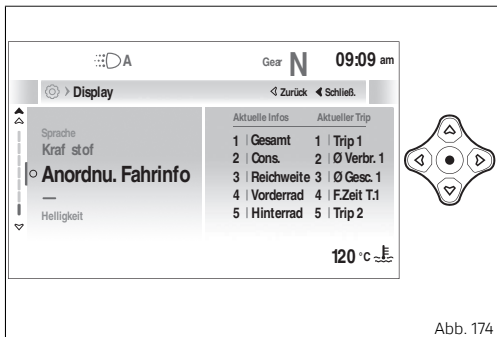 A Gear N 09:09 am
Display Zurück Schließ.
Aktuelle Infos Aktueller Trip
Sprache
Kraf stof
Anordnu. Fahrinfo
—
Helligkeit
1 | Gesamt 1 | Trip 1
2 | Cons. 2 | Ø Verbr. 1
3 | Reichweite 3 | Ø Gesc. 1
4 | Vorderrad 4 | F.Zeit T.1
5 | Hinterrad 5 | Trip 2
120 °C
Abb. 174